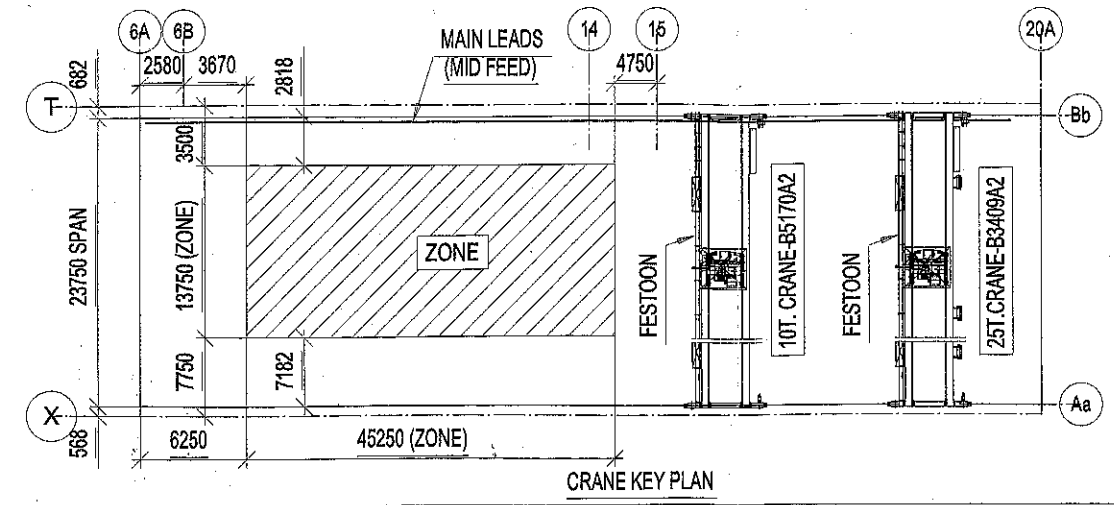 6A
6B
14
15
20A
MAIN LEADS
(MID FEED)
2580
3670
2818
4750
682
T
Bb
3500
23750 SPAN
13750 (ZONE)
ZONE
FESTOON
10T. CRANE-B5170A2
FESTOON
25T.CRANE-B3409A2
7750
7182
X
Aa
568
6250
45250 (ZONE)
CRANE KEY PLAN